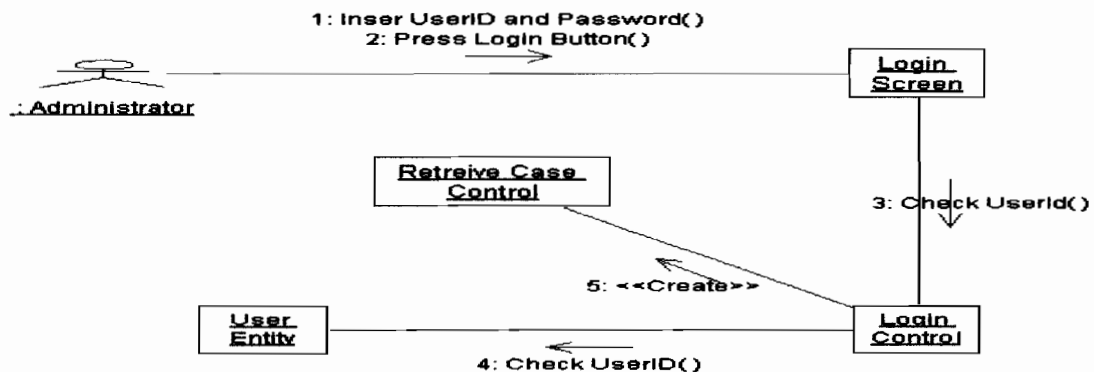 1: Inser UserID and Password()
2: Press Login Button()
Login
Screen
: Administrator
Retreive Case
Control
3: Check UserId()
5: <<Create>>
User
Entity
Login
Control
4: Check UserID()